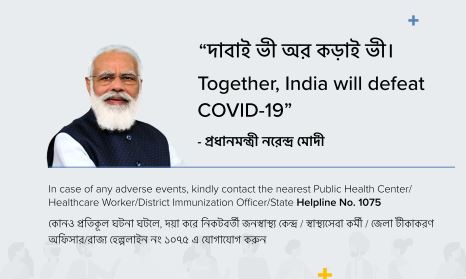 “দাবাই ভী অর কড়াই ভী।
Together, India will defeat
COVID-19”
- প্রধানমন্ত্রী নরেন্দ্র মোদী
In case of any adverse events, kindly contact the nearest Public Health Center/
Healthcare Worker/District Immunization Officer/State Helpline No. 1075
কোনও প্রতিকূল ঘটনা ঘটলে, দয়া করে নিকটবর্তী জনস্বাস্থ্য কেন্দ্র / স্বাস্থ্যসেবা কর্মী / জেলা টীকাকরণ
অফিসার/রাজ্য হেল্পলাইন নং ১০৭৫ এ যোগাযোগ করুন